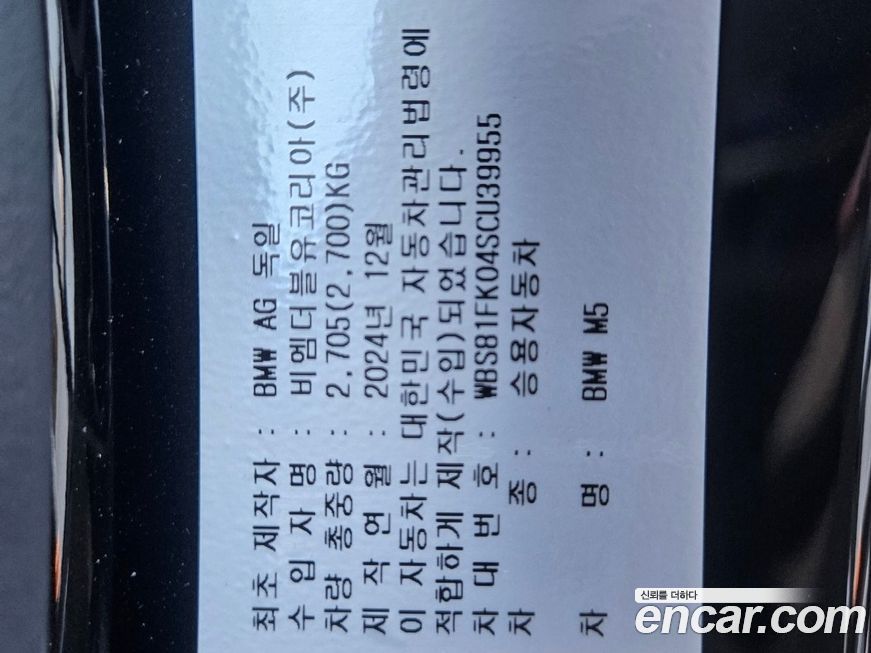 최초 제작자 : BMW AG 독일
수 입 자 명 : 비엠더블유코리아(주)
차량 총중량 : 2,705(2,700)KG
제 작 연 월 : 2024년 12월
이 자동차는 대한민국 자동차관리법령에
적합하게 제작(수입)되었습니다.
차 대 번 호 : WBS81FK04SCU39955
차 종 : 승용자동차
차 명 : BMW M5
신뢰를 더하다
encar.com